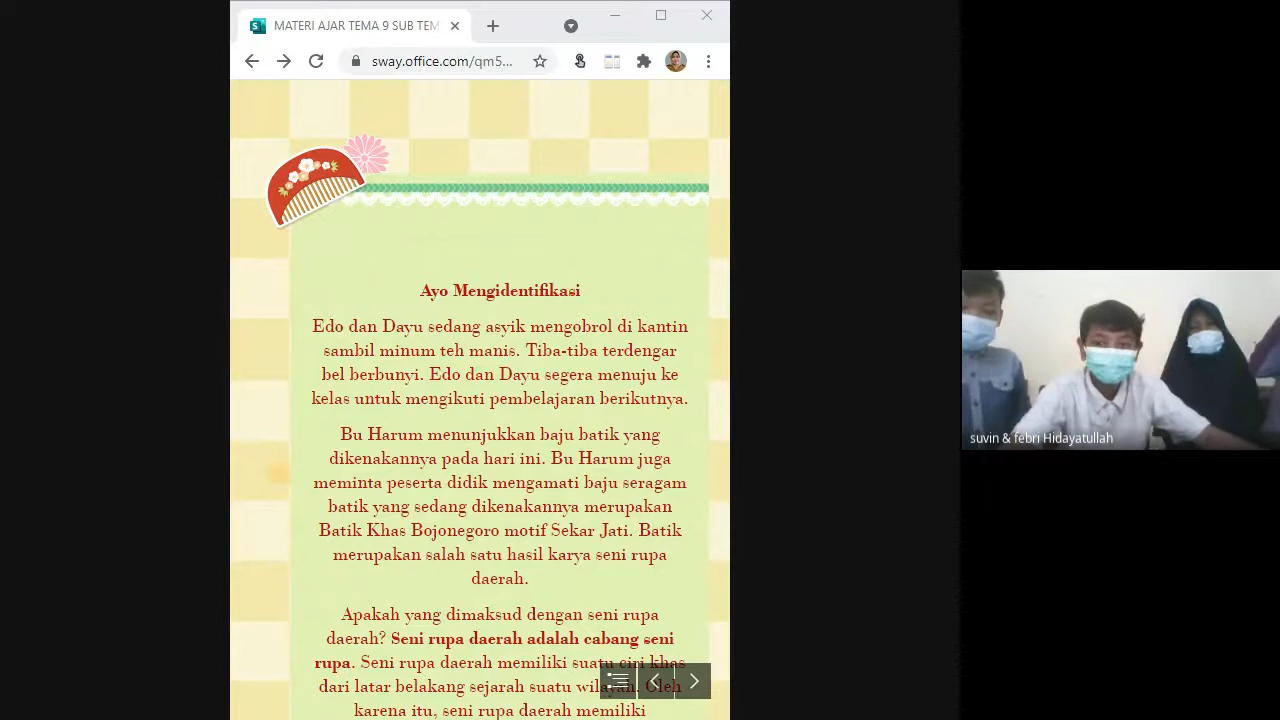 MATERI AJAR TEMA 9 SUB TEM
sway.office.com/qm5...
Ayo Mengidentifikasi
Edo dan Dayu sedang asyik mengobrol di kantin
sambil minum teh manis. Tiba-tiba terdengar
bel berbunyi. Edo dan Dayu segera menuju ke
kelas untuk mengikuti pembelajaran berikutnya.
Bu Harum menunjukkan baju batik yang
dikenakannya pada hari ini. Bu Harum juga
meminta peserta didik mengamati baju seragam
batik yang sedang dikenakannya merupakan
Batik Khas Bojonegoro motif Sekar Jati. Batik
merupakan salah satu hasil karya seni rupa
daerah.
Apakah yang dimaksud dengan seni rupa
daerah? Seni rupa daerah adalah cabang seni
rupa. Seni rupa daerah memiliki suatu ciri khas
dari latar belakang sejarah suatu wilayah. Oleh
karena itu, seni rupa daerah memiliki
suvin & febri Hidayatullah